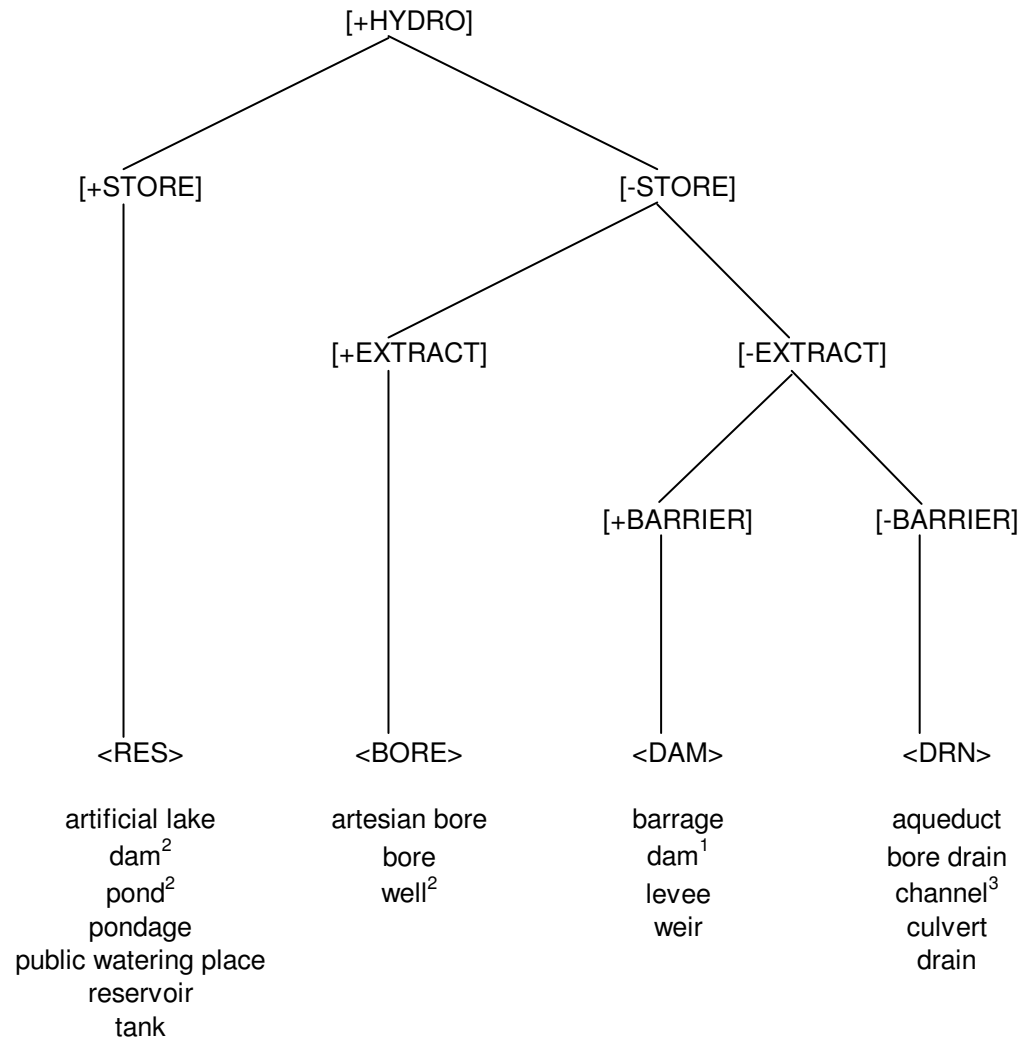 [+HYDRO]
[+STORE]
[-STORE]
[+EXTRACT]
[-EXTRACT]
[+BARRIER]
[-BARRIER]
<RES>
<BORE>
<DAM>
<DRN>
artificial lake
dam²
pond²
pondage
public watering place
reservoir
tank
artesian bore
bore
well²
barrage
dam¹
levee
weir
aqueduct
bore drain
channel³
culvert
drain